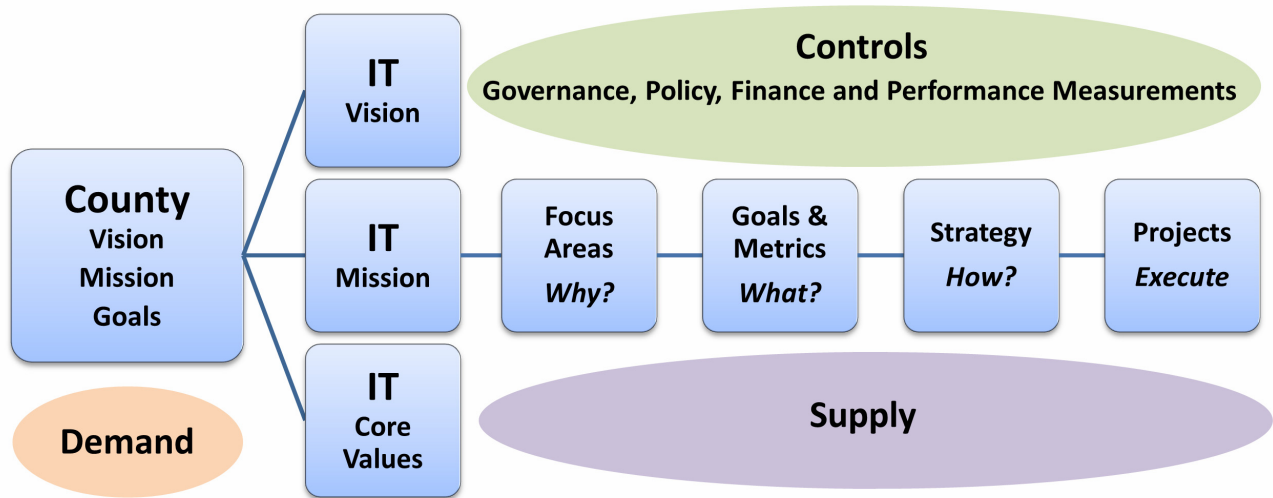 County
Vision
Mission
Goals
Demand
IT
Vision
IT
Mission
IT
Core
Values
Controls
Governance, Policy, Finance and Performance Measurements
Focus
Areas
Why?
Goals &
Metrics
What?
Strategy
How?
Projects
Execute
Supply